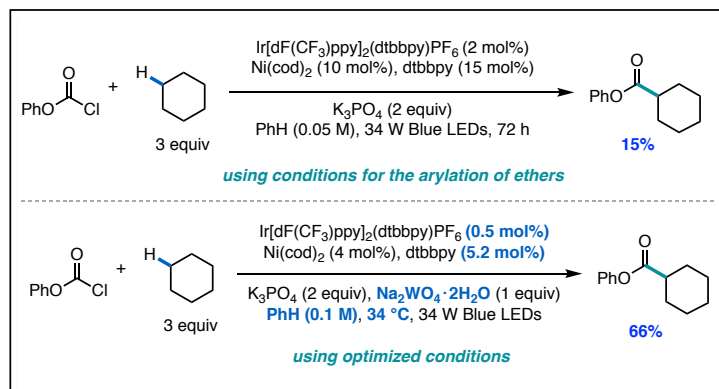 Ir[dF(CF3)ppy]2(dtbbpy)PF6 (2 mol%)
Ni(cod)2 (10 mol%), dtbbpy (15 mol%)
O
PhO Cl
+
H
3 equiv
K3PO4 (2 equiv)
PhH (0.05 M), 34 W Blue LEDs, 72 h
O
PhO
15%
using conditions for the arylation of ethers
Ir[dF(CF3)ppy]2(dtbbpy)PF6 (0.5 mol%)
Ni(cod)2 (4 mol%), dtbbpy (5.2 mol%)
O
PhO Cl
+
H
3 equiv
K3PO4 (2 equiv), Na2WO4·2H2O (1 equiv)
PhH (0.1 M), 34 °C, 34 W Blue LEDs
O
PhO
66%
using optimized conditions